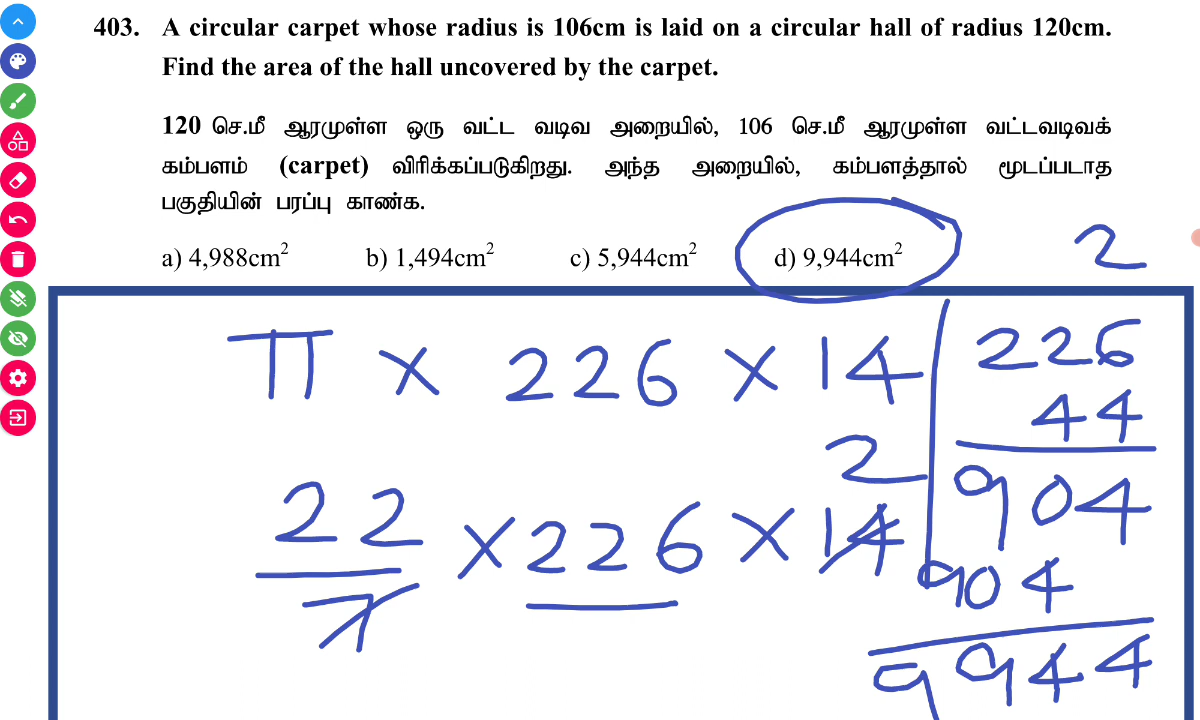 403. A circular carpet whose radius is 106cm is laid on a circular hall of radius 120cm.
Find the area of the hall uncovered by the carpet.
120 செ.மீ ஆரமுள்ள ஒரு வட்ட வடிவ அறையில், 106 செ.மீ ஆரமுள்ள வட்டவடிவக்
கம்பளம் (carpet) விரிக்கப்படுகிறது. அந்த அறையில், கம்பளத்தால் மூடப்படாத
பகுதியின் பரப்பு காண்க.
a) 4,988cm² b) 1,494cm² c) 5,944cm² d) 9,944cm²
2
π × 226 × 14
2
22/7 × 226 × 14
226
44
904
904
9944